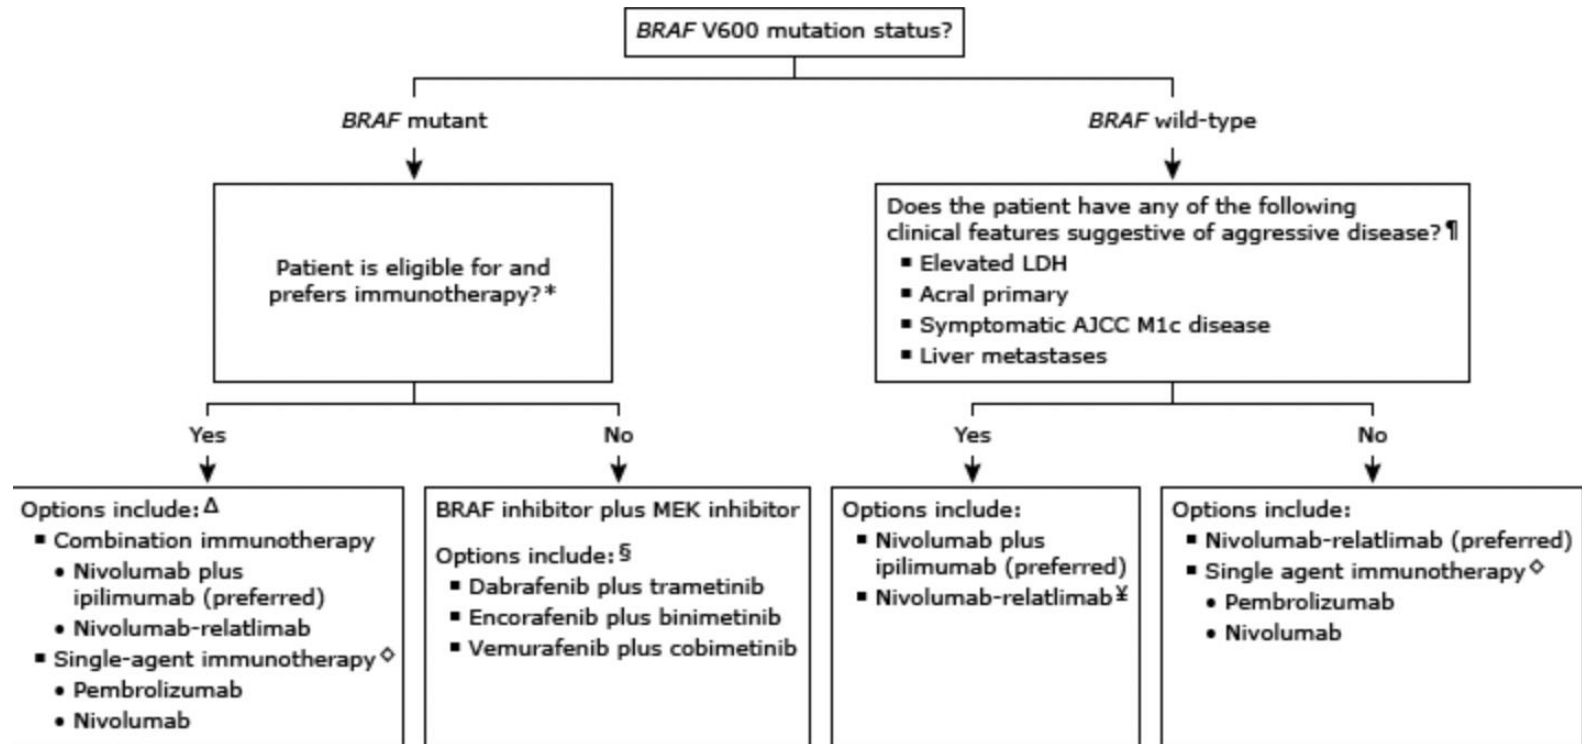 BRAF V600 mutation status?
BRAF mutant
BRAF wild-type
Patient is eligible for and
prefers immunotherapy?*
Does the patient have any of the following
clinical features suggestive of aggressive disease?¶
▪ Elevated LDH
▪ Acral primary
▪ Symptomatic AJCC M1c disease
▪ Liver metastases
Yes
No
Yes
No
Options include:Δ
▪ Combination immunotherapy
• Nivolumab plus
ipilimumab (preferred)
• Nivolumab-relatlimab
▪ Single-agent immunotherapy◇
• Pembrolizumab
• Nivolumab
BRAF inhibitor plus MEK inhibitor
Options include:§
▪ Dabrafenib plus trametinib
▪ Encorafenib plus binimetinib
▪ Vemurafenib plus cobimetinib
Options include:
▪ Nivolumab plus
ipilimumab (preferred)
▪ Nivolumab-relatlimab¥
Options include:
▪ Nivolumab-relatlimab (preferred)
▪ Single agent immunotherapy◇
• Pembrolizumab
• Nivolumab